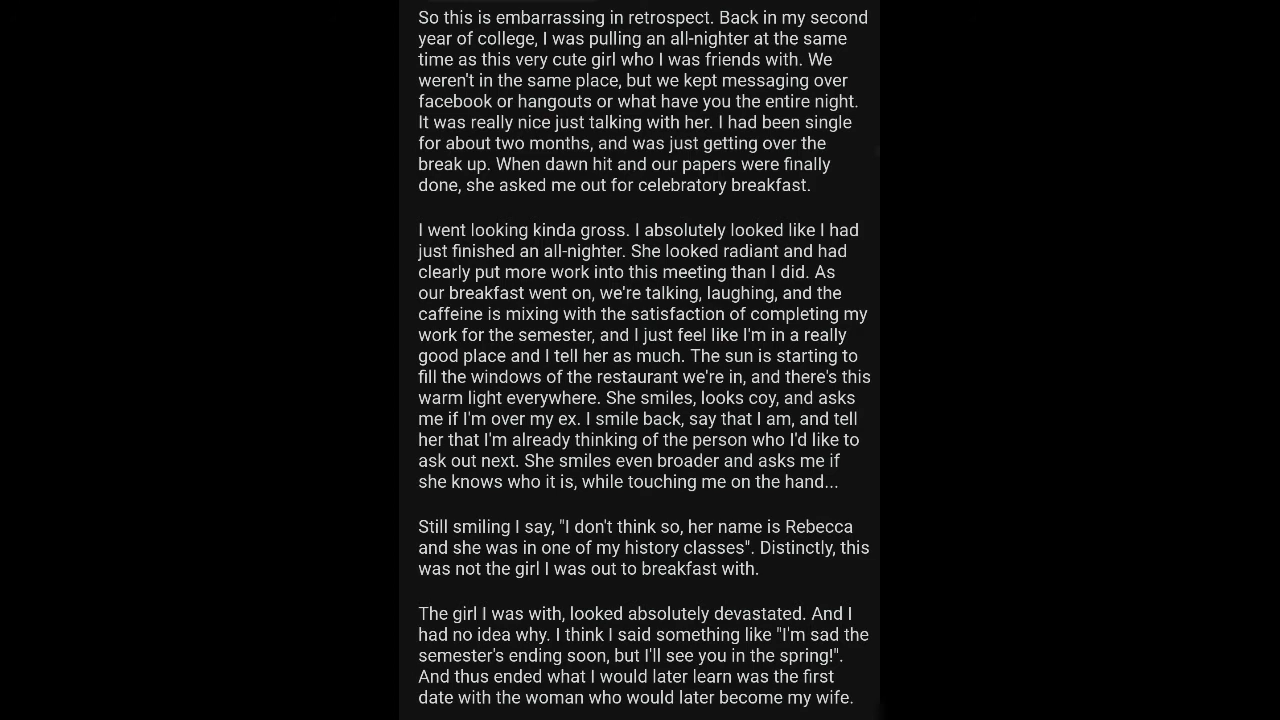 So this is embarrassing in retrospect. Back in my second
year of college, I was pulling an all-nighter at the same
time as this very cute girl who I was friends with. We
weren't in the same place, but we kept messaging over
facebook or hangouts or what have you the entire night.
It was really nice just talking with her. I had been single
for about two months, and was just getting over the
break up. When dawn hit and our papers were finally
done, she asked me out for celebratory breakfast.
I went looking kinda gross. I absolutely looked like I had
just finished an all-nighter. She looked radiant and had
clearly put more work into this meeting than I did. As
our breakfast went on, we're talking, laughing, and the
caffeine is mixing with the satisfaction of completing my
work for the semester, and I just feel like I'm in a really
good place and I tell her as much. The sun is starting to
fill the windows of the restaurant we're in, and there's this
warm light everywhere. She smiles, looks coy, and asks
me if I'm over my ex. I smile back, say that I am, and tell
her that I'm already thinking of the person who I'd like to
ask out next. She smiles even broader and asks me if
she knows who it is, while touching me on the hand...
Still smiling I say, "I don't think so, her name is Rebecca
and she was in one of my history classes". Distinctly, this
was not the girl I was out to breakfast with.
The girl I was with, looked absolutely devastated. And I
had no idea why. I think I said something like "I'm sad the
semester's ending soon, but I'll see you in the spring!".
And thus ended what I would later learn was the first
date with the woman who would later become my wife.